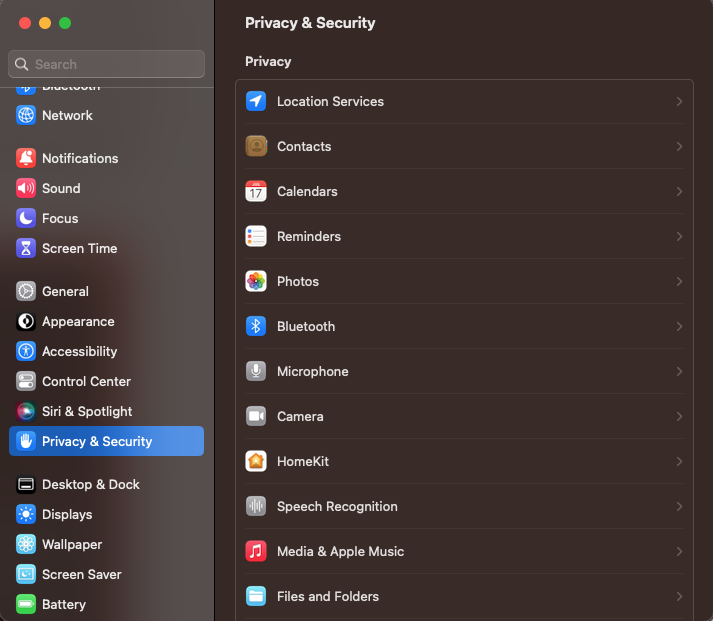 Search
Bluetooth
Network
Notifications
Sound
Focus
Screen Time
General
Appearance
Accessibility
Control Center
Siri & Spotlight
Privacy & Security
Desktop & Dock
Displays
Wallpaper
Screen Saver
Battery
Privacy & Security
Privacy
Location Services
Contacts
17
Calendars
Reminders
Photos
Bluetooth
Microphone
Camera
HomeKit
Speech Recognition
Media & Apple Music
Files and Folders